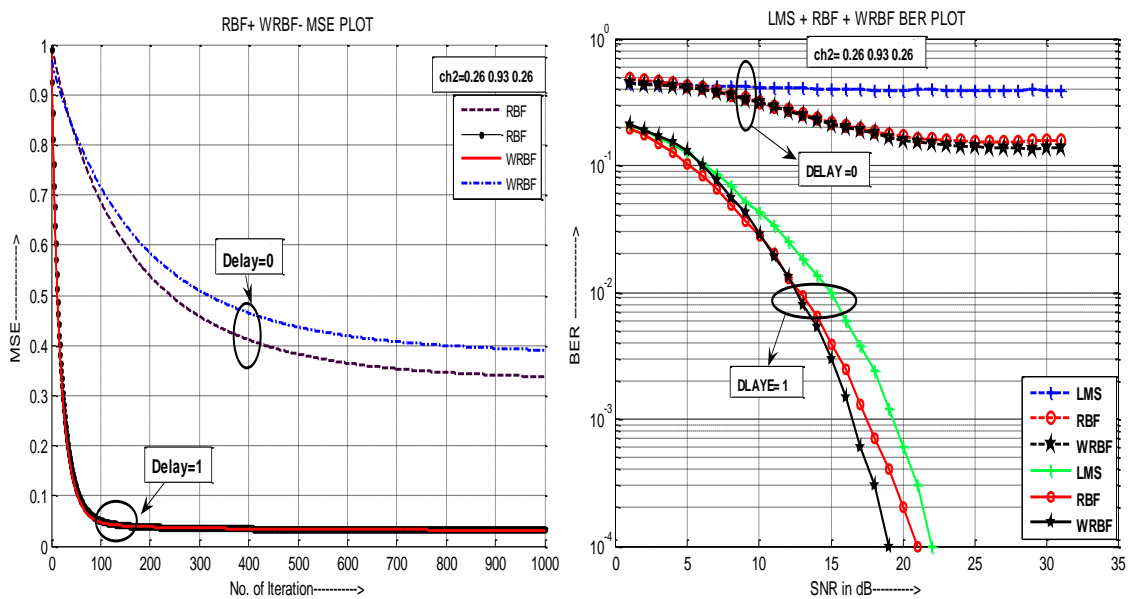 RBF+ WRBF- MSE PLOT
ch2=0.26 0.93 0.26
RBF
RBF
WRBF
WRBF
Delay=0
Delay=1
1
0.9
0.8
0.7
0.6
0.5
0.4
0.3
0.2
0.1
0
MSE-------------->
0 100 200 300 400 500 600 700 800 900 1000
No. of Iteration---------->
LMS + RBF + WRBF BER PLOT
ch2= 0.26 0.93 0.26
DELAY =0
DLAYE= 1
10^0
10^-1
10^-2
10^-3
10^-4
BER -------------->
LMS
RBF
WRBF
LMS
RBF
WRBF
0 5 10 15 20 25 30 35
SNR in dB--------->